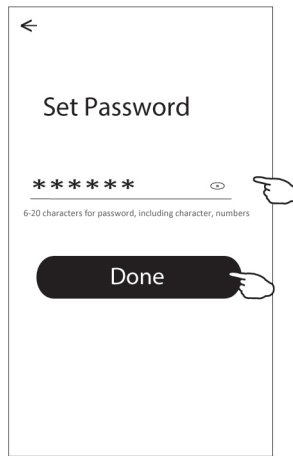 Set Password
******
6-20 characters for password, including character, numbers
Done